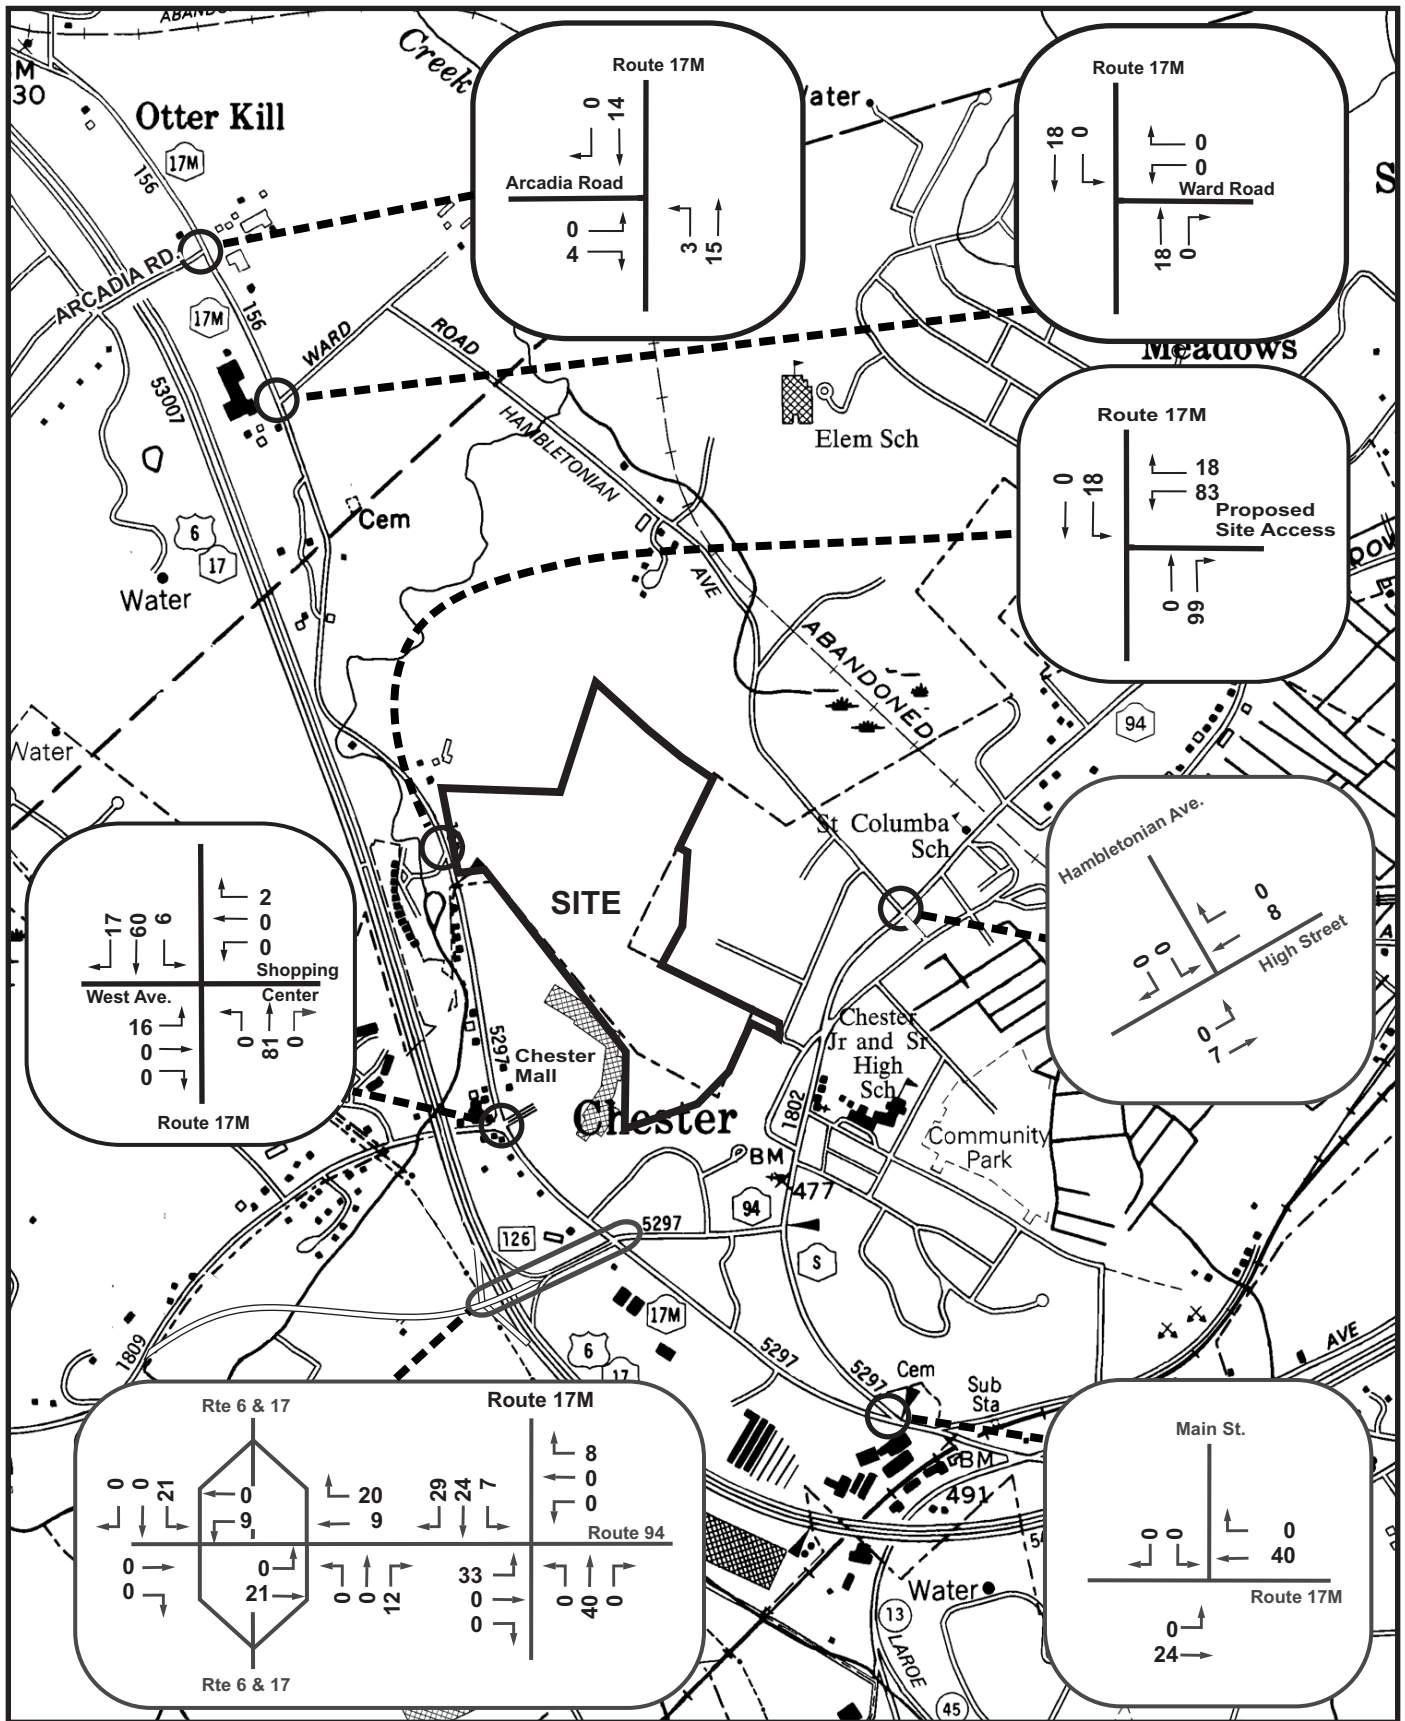 ABANDON
M
30
Otter Kill
17M
156
Creek
Water
S
Route 17M
0
14
Arcadia Road
0
4
3
15
Route 17M
18
0
0
0
Ward Road
18
0
ARCADIA RD.
17M
156
WARD
ROAD
53007
HAMBLETONIAN
AVE
Elem Sch
Meadows
Cem
6
17
Water
Route 17M
0
18
18
83
Proposed
Site Access
0
99
DOW
ABANDONED
94
Water
St Columba
Sch
SITE
Hambletonian Ave.
0
8
0
0
High Street
0
7
A
17
60
6
2
0
0
Shopping
Center
West Ave.
16
0
0
0
81
0
Route 17M
5297
Chester
Mall
Chester
Chester
Jr and Sr
High
Sch
1802
Community
Park
BM
477
94
5297
126
S
17M
1809
6
17
5297
5297
Cem
Sub
Sta
AVE
BM
491
54
Water
13
LAROE
45
Rte 6 & 17
Route 17M
0
0
21
0
9
20
9
29
24
7
8
0
0
Route 94
0
0
0
21
0
0
12
33
0
0
0
40
0
Rte 6 & 17
Main St.
0
0
0
40
Route 17M
0
24